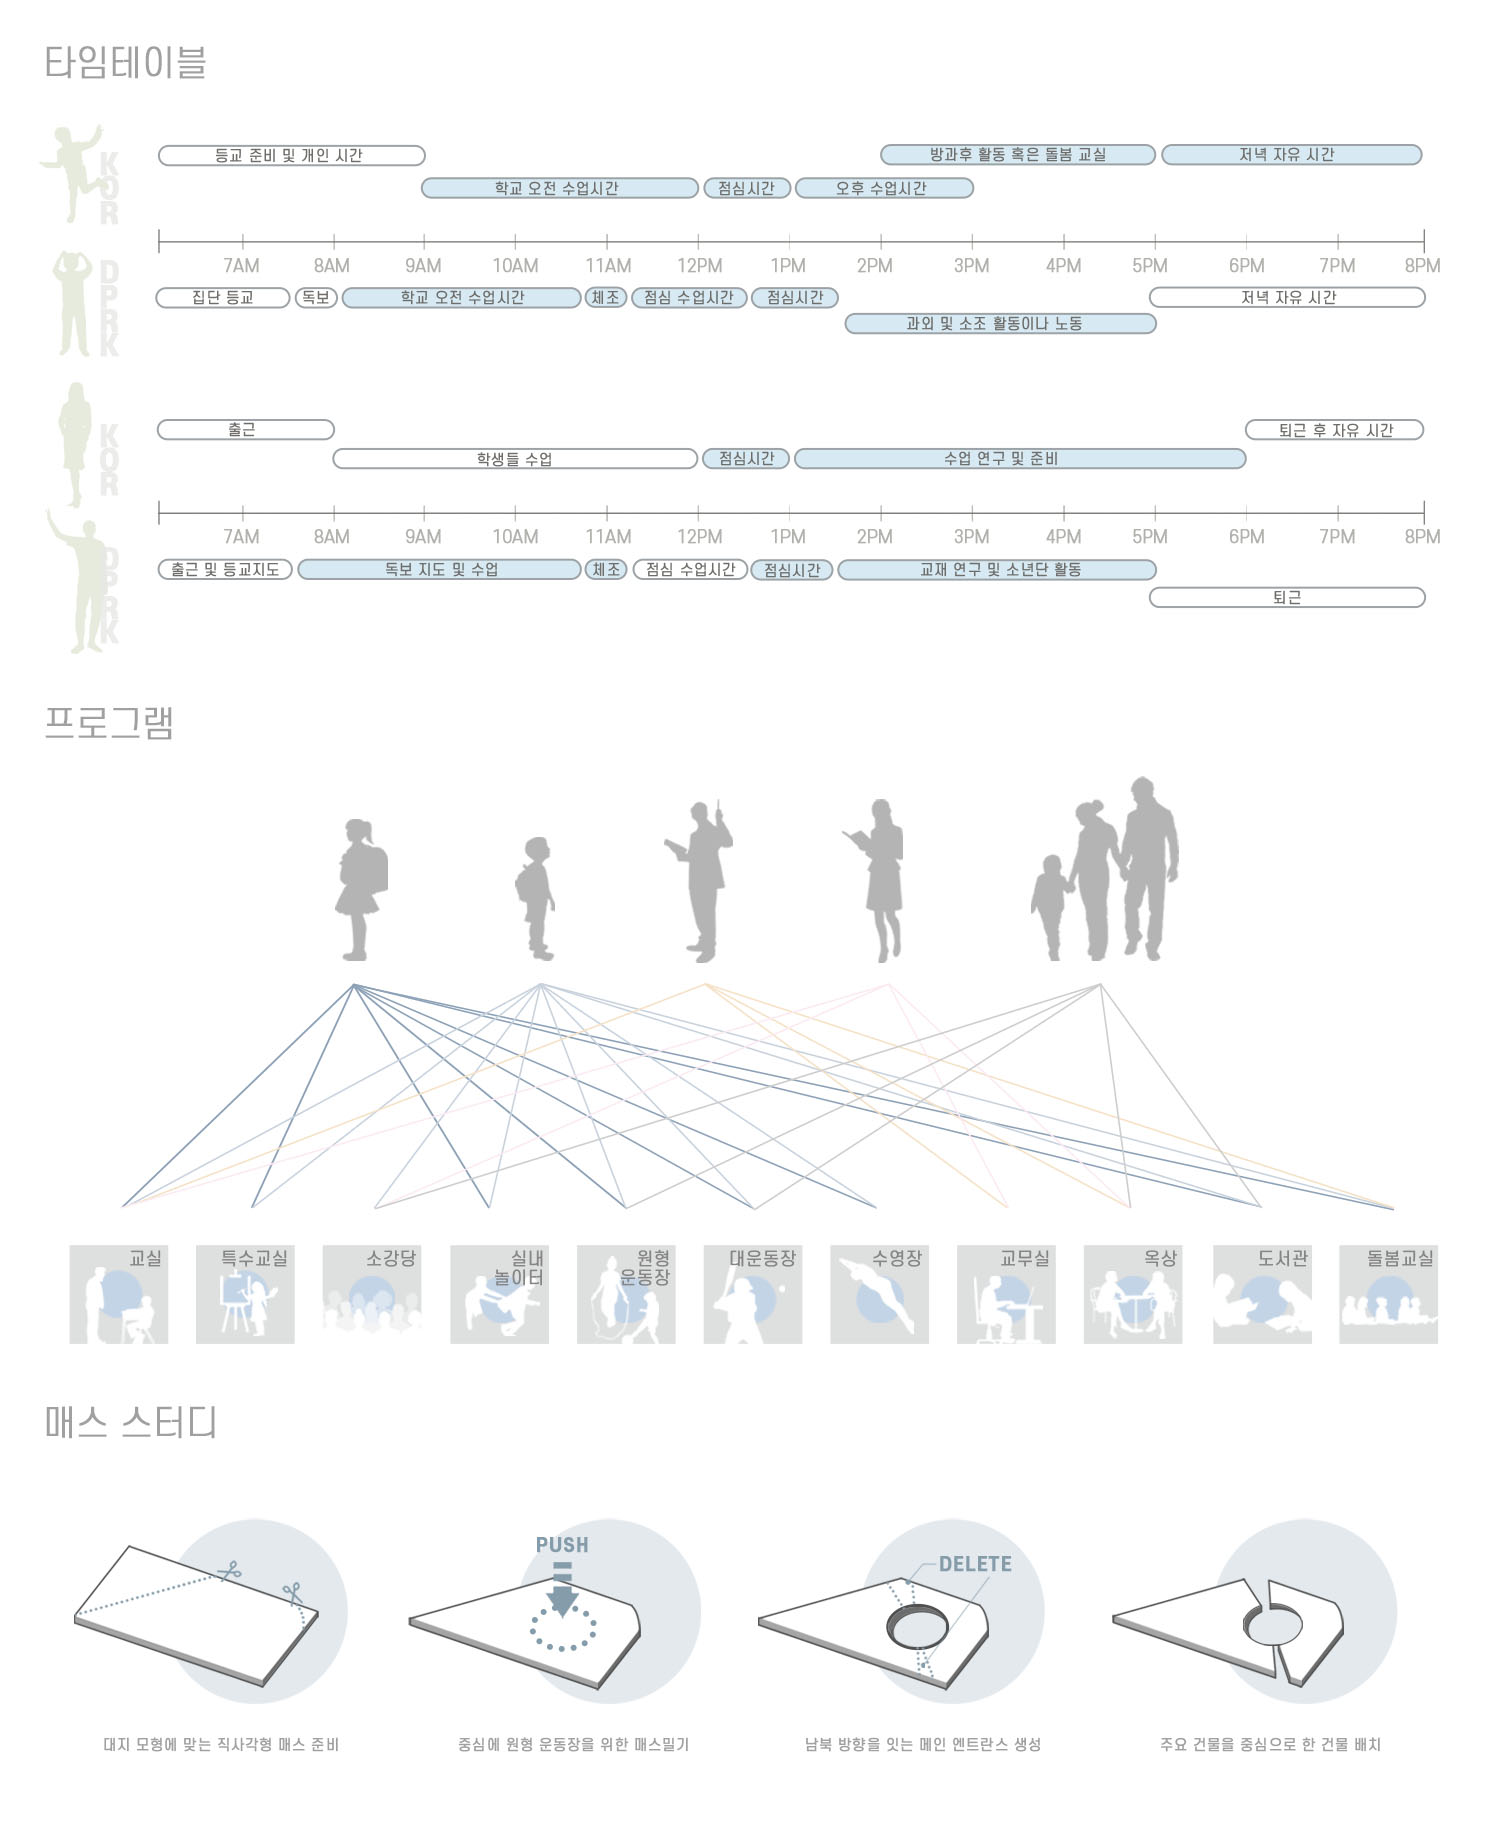 타임테이블
KOR
등교 준비 및 개인 시간
방과후 활동 혹은 돌봄 교실
저녁 자유 시간
학교 오전 수업시간
점심시간
오후 수업시간
7AM 8AM 9AM 10AM 11AM 12PM 1PM 2PM 3PM 4PM 5PM 6PM 7PM 8PM
DPRK
집단 등교
독보
학교 오전 수업시간
체조
점심 수업시간
점심시간
저녁 자유 시간
과외 및 소조 활동이나 노동
KOR
출근
퇴근 후 자유 시간
학생들 수업
점심시간
수업 연구 및 준비
7AM 8AM 9AM 10AM 11AM 12PM 1PM 2PM 3PM 4PM 5PM 6PM 7PM 8PM
DPRK
출근 및 등교지도
독보 지도 및 수업
체조
점심 수업시간
점심시간
교재 연구 및 소년단 활동
퇴근
프로그램
교실
특수교실
소강당
실내
놀이터
원형
운동장
대운동장
수영장
교무실
옥상
도서관
돌봄교실
매스 스터디
PUSH
DELETE
대지 모형에 맞는 직사각형 매스 준비
중심에 원형 운동장을 위한 매스밀기
남북 방향을 잇는 메인 엔트란스 생성
주요 건물을 중심으로 한 건물 배치